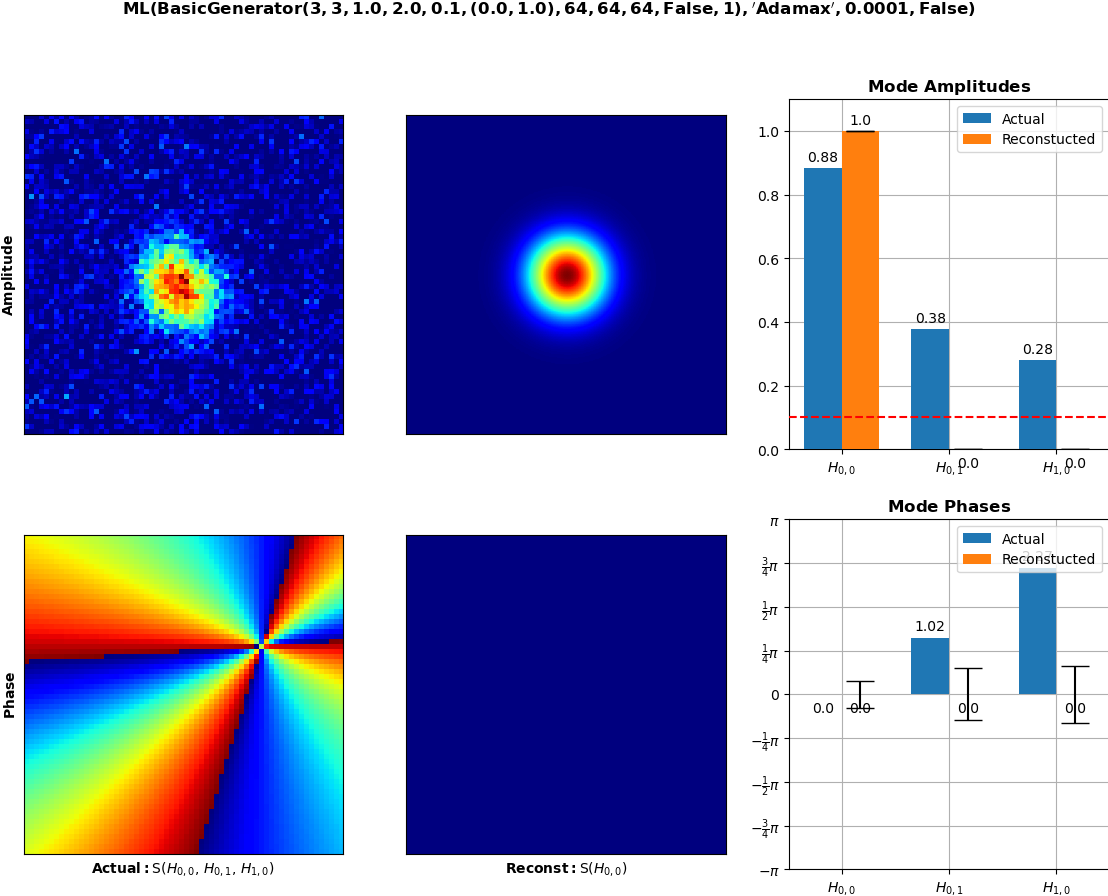 ML(BasicGenerator(3, 3, 1.0, 2.0, 0.1, (0.0, 1.0), 64, 64, 64, False, 1), ′Adamax′, 0.0001, False)
Amplitude
Mode Amplitudes
Actual
Reconstucted
1.0
0.8
0.6
0.4
0.2
0.0
0.88
1.0
0.38
0.0
0.28
0.0
H0,0
H0,1
H1,0
Phase
Actual: S(H0,0, H0,1, H1,0)
Reconst: S(H0,0)
Mode Phases
Actual
Reconstucted
π
3/4π
1/2π
1/4π
0
−1/4π
−1/2π
−3/4π
−π
0.0
0.0
1.02
0.0
0.0
H0,0
H0,1
H1,0